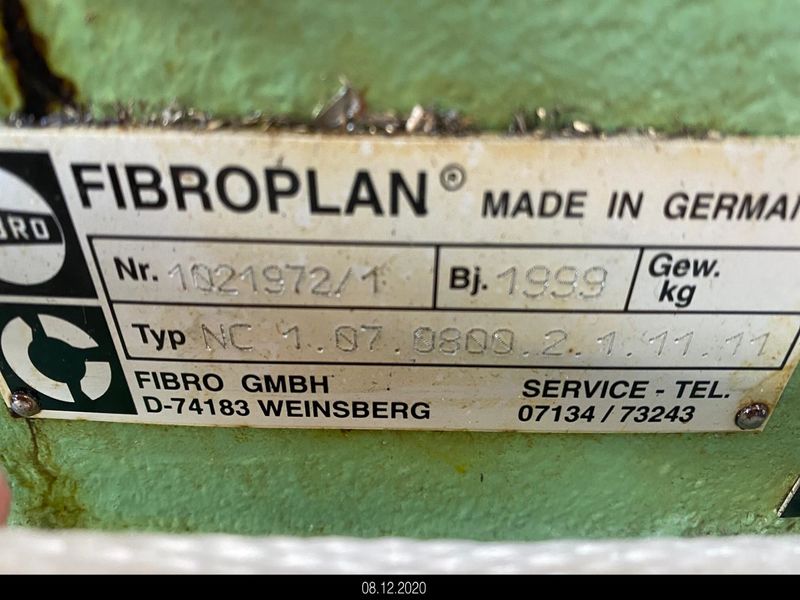 FIBROPLAN® MADE IN GERMAN
BRO
Nr. 1021972/1 Bj. 1999 Gew. kg
Typ NC 1.07.0800.2.1.11.11
FIBRO GMBH SERVICE - TEL.
D-74183 WEINSBERG 07134 / 73243
08.12.2020